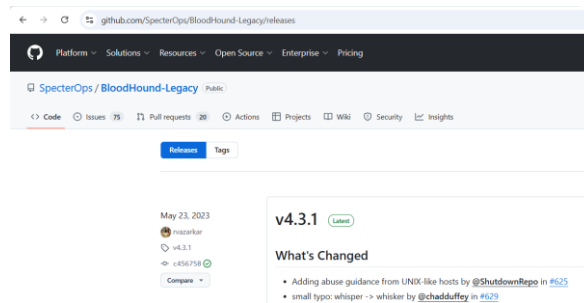 github.com/SpecterOps/BloodHound-Legacy/releases
Platform Solutions Resources Open Source Enterprise Pricing
SpecterOps / BloodHound-Legacy Public
Code Issues 75 Pull requests 20 Actions Projects Wiki Security Insights
Releases Tags
May 23, 2023
rvazarkar
v4.3.1
c456758
Compare
v4.3.1 Latest
What's Changed
• Adding abuse guidance from UNIX-like hosts by @ShutdownRepo in #625
• small typo: whisper -> whisker by @chadduffey in #629